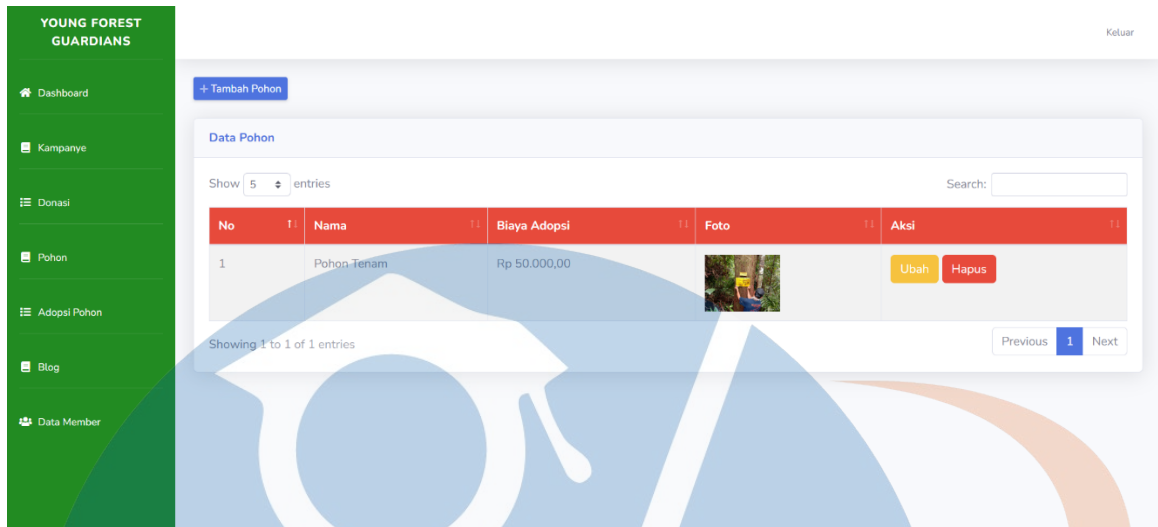 YOUNG FOREST
GUARDIANS
Keluar
Dashboard
Kampanye
Donasi
Pohon
Adopsi Pohon
Blog
Data Member
+ Tambah Pohon
Data Pohon
Show 5 entries
Search:
No Nama Biaya Adopsi Foto Aksi
1 Pohon Tenam Rp 50.000,00 Ubah Hapus
Showing 1 to 1 of 1 entries
Previous 1 Next